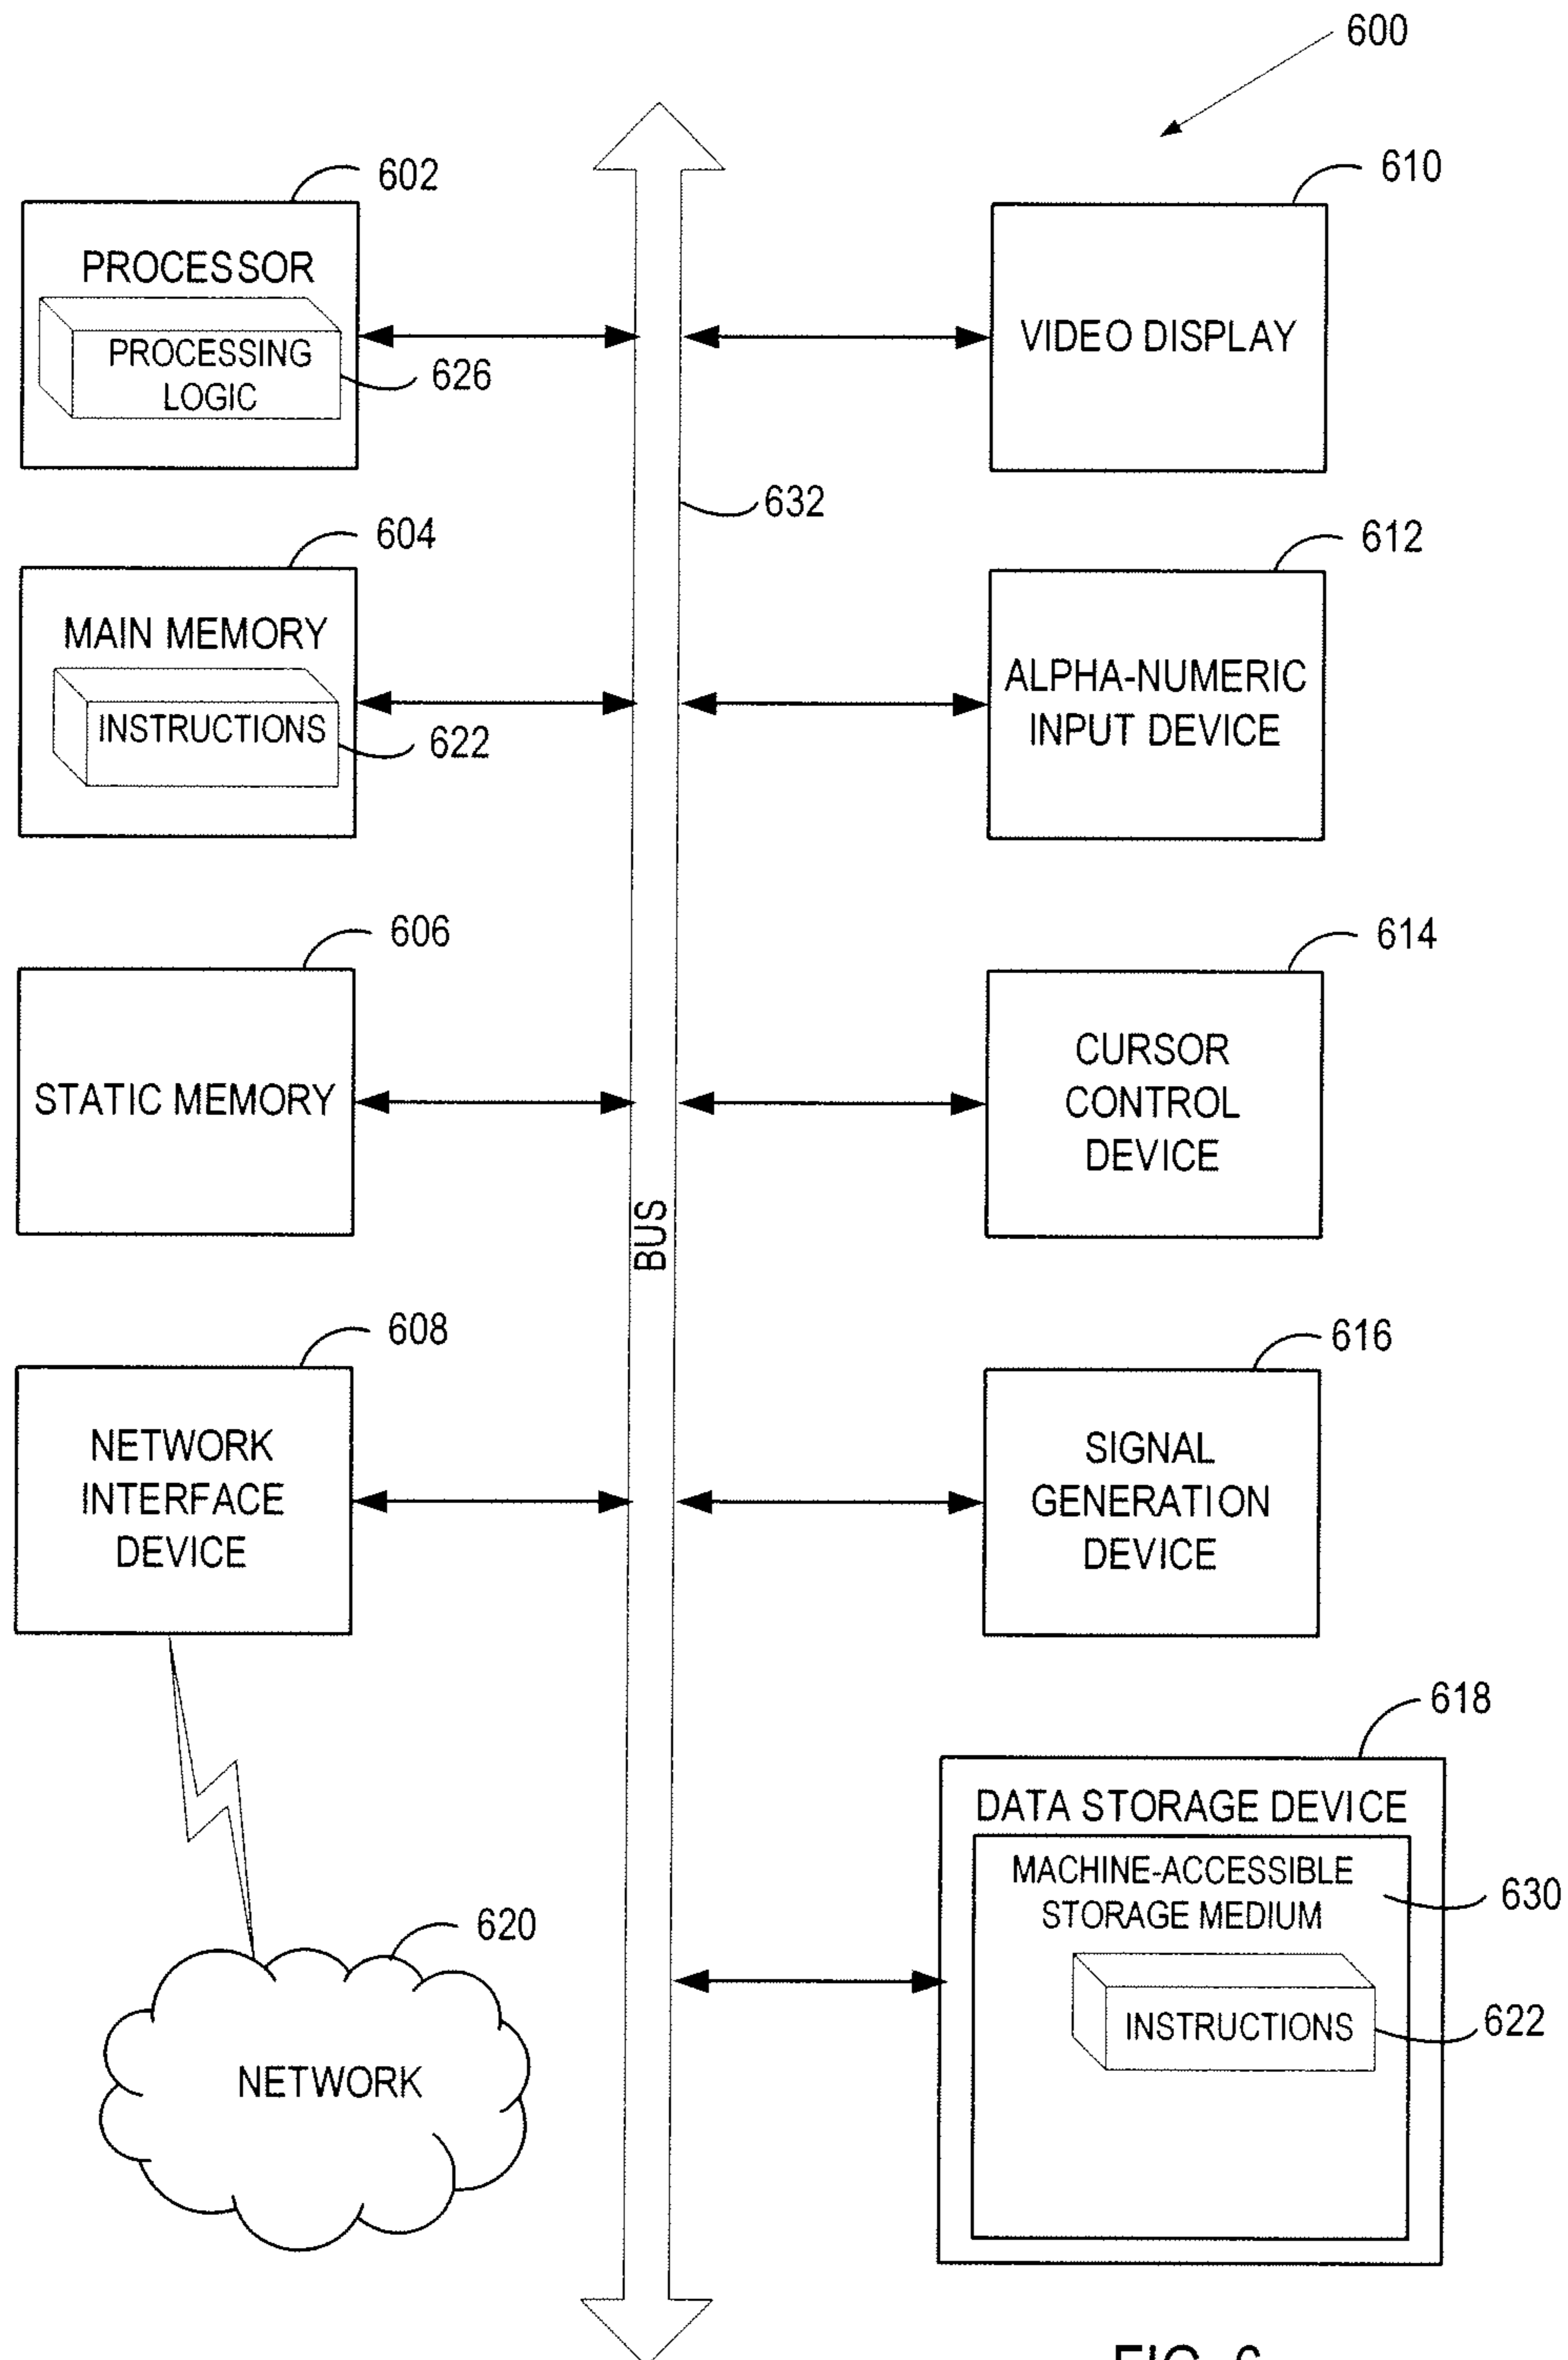 600
602
PROCESSOR
PROCESSING
LOGIC
626
610
VIDEO DISPLAY
632
604
MAIN MEMORY
INSTRUCTIONS
622
612
ALPHA-NUMERIC
INPUT DEVICE
606
STATIC MEMORY
614
CURSOR
CONTROL
DEVICE
BUS
608
NETWORK
INTERFACE
DEVICE
616
SIGNAL
GENERATION
DEVICE
618
DATA STORAGE DEVICE
MACHINE-ACCESSIBLE
STORAGE MEDIUM
630
INSTRUCTIONS
622
620
NETWORK
FIG. 6